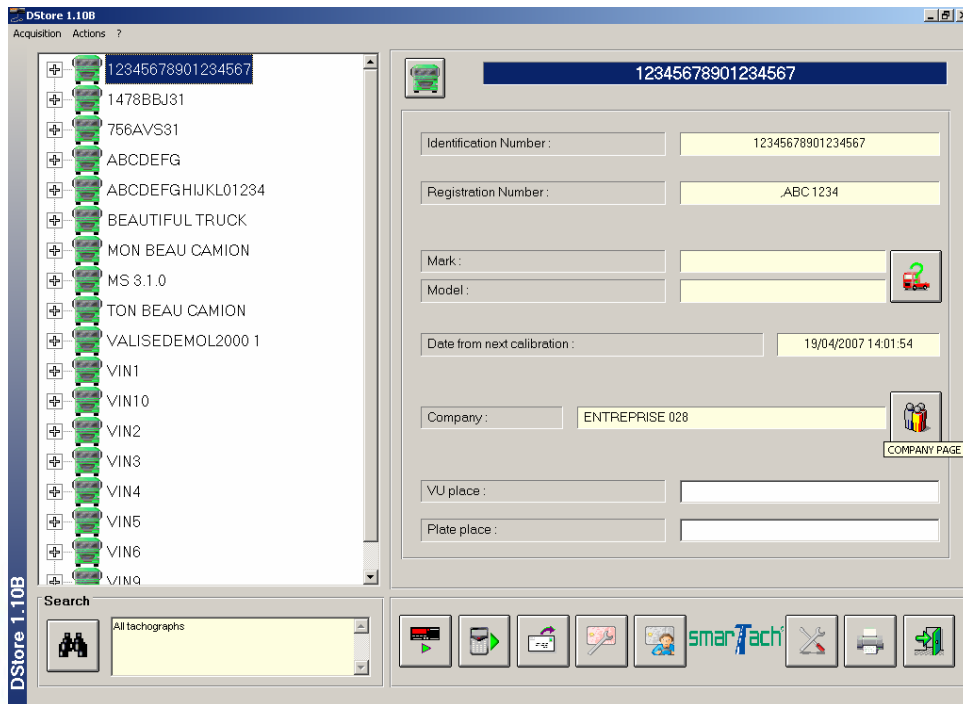 DStore 1.10B
Acquisition Actions ?
12345678901234567
1478BBJ31
756AVS31
ABCDEFG
ABCDEFGHIJKL01234
BEAUTIFUL TRUCK
MON BEAU CAMION
MS 3.1.0
TON BEAU CAMION
VALISEDEMOL2000 1
VIN1
VIN10
VIN2
VIN3
VIN4
VIN5
VIN6
VIN9
12345678901234567
Identification Number : 12345678901234567
Registration Number : ,ABC 1234
Mark :
Model :
Date from next calibration : 19/04/2007 14:01:54
Company : ENTREPRISE 028
COMPANY PAGE
VU place :
Plate place :
Search
All tachographs
smarTach
DStore 1.10B